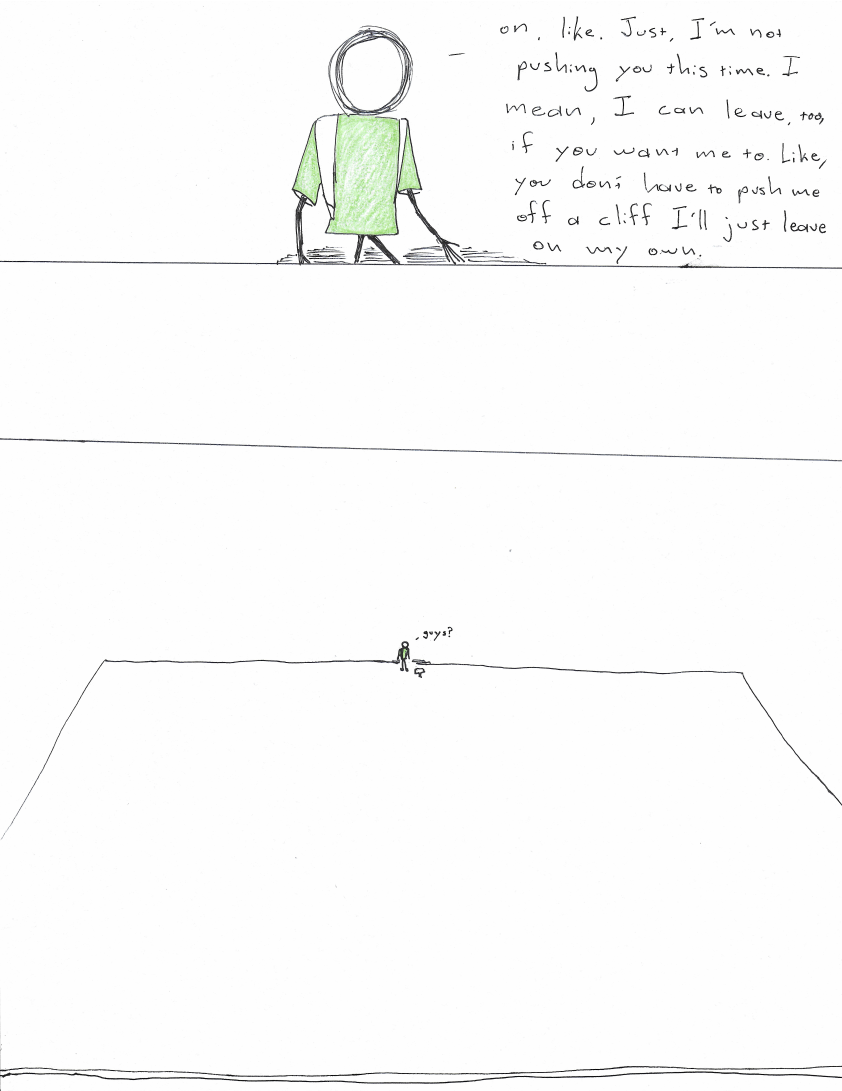 on, like. Just, I'm not
pushing you this time. I
mean, I can leave, too,
if you want me to. Like,
you don't have to push me
off a cliff I'll just leave
on my own.
guys?